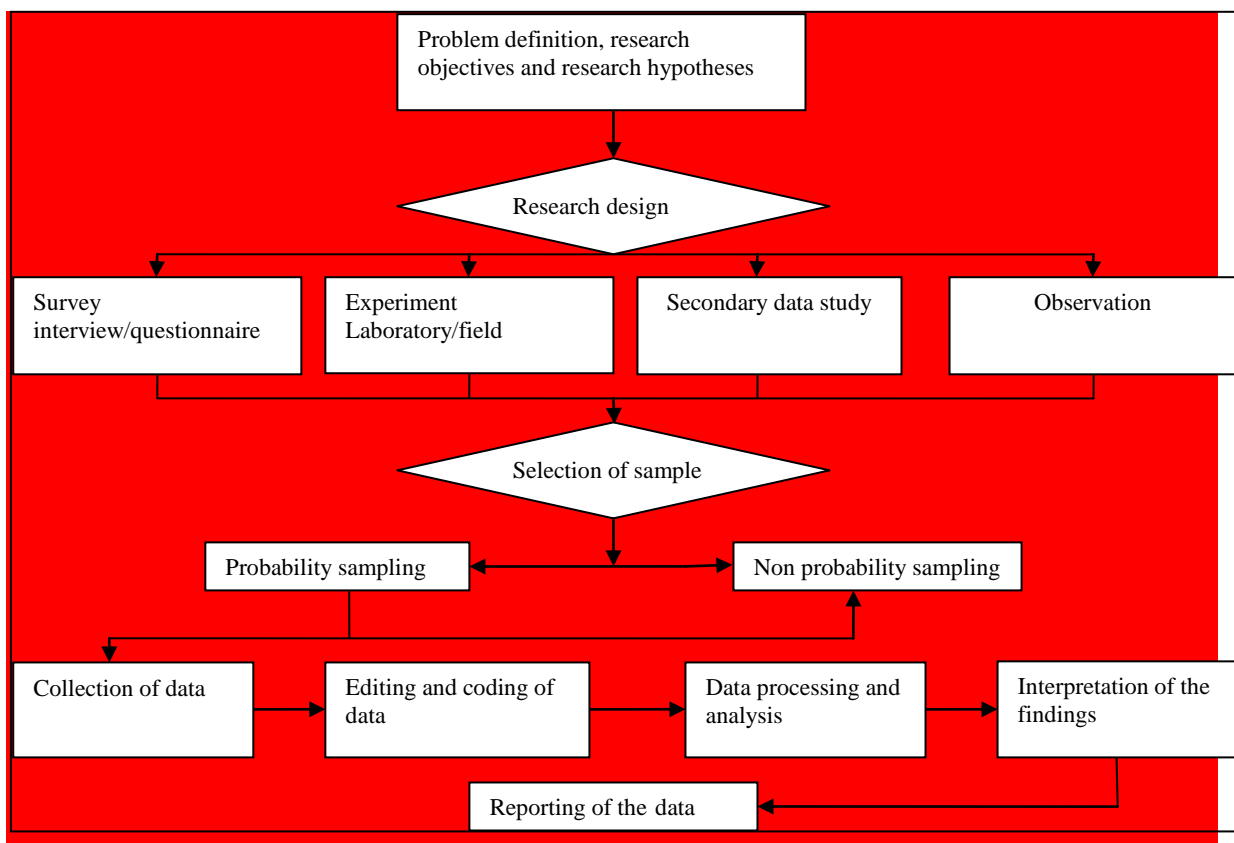 Problem definition, research
objectives and research hypotheses
Research design
Survey
interview/questionnaire
Experiment
Laboratory/field
Secondary data study
Observation
Selection of sample
Probability sampling
Non probability sampling
Collection of data
Editing and coding of
data
Data processing and
analysis
Interpretation of the
findings
Reporting of the data